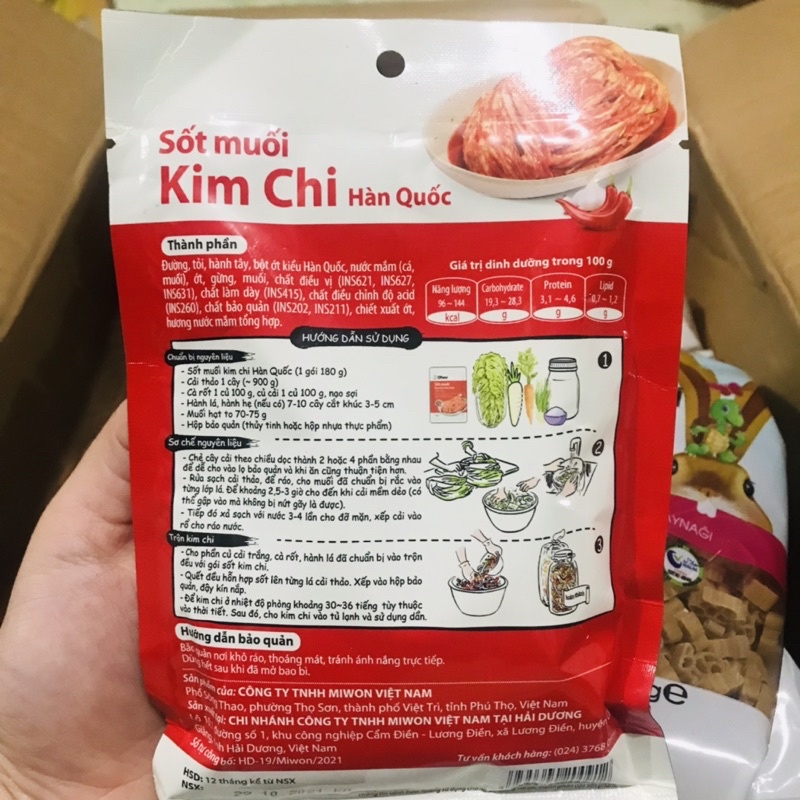 Sốt muối
Kim Chi Hàn Quốc
Thành phần
Đường, tỏi, hành tây, bột ớt kiểu Hàn Quốc, nước mắm (cá,
muối), ớt, gừng, muối, chất điều vị (INS621, INS627,
INS631), chất làm dày (INS415), chất điều chỉnh độ acid
(INS260), chất bảo quản (INS202, INS211), chiết xuất ớt,
hương nước mắm tổng hợp.
Giá trị dinh dưỡng trong 100 g
Năng lượng Carbohydrate Protein Lipid
96 ~ 144 19,3 ~ 28,3 3,1 ~ 4,6 0,7 ~ 1,2
kcal g g g
HƯỚNG DẪN SỬ DỤNG
Chuẩn bị nguyên liệu
- Sốt muối kim chi Hàn Quốc (1 gói 180 g)
- Cải thảo 1 cây (~ 900 g)
- Cà rốt 1 củ 100 g, củ cải 1 củ 100 g, ngọ sợi
- Hành lá, hành hẹ (nếu có) 7-10 cây cắt khúc 3-5 cm
- Muối hạt to 70-75 g
- Hộp bảo quản (thủy tinh hoặc hộp nhựa thực phẩm)
Sốt muối
1
Sơ chế nguyên liệu
- Chẻ cây cải theo chiều dọc thành 2 hoặc 4 phần bằng nhau
để dễ cho vào lọ bảo quản và khi ăn cũng thuận tiện hơn.
- Rửa sạch cải thảo, để ráo, cho muối đã chuẩn bị rắc vào
từng lớp lá. Để khoảng 2,5-3 giờ cho đến khi cải mềm dẻo (có
thể gập vào mà không bị nứt gãy là được).
- Tiếp đó xả sạch với nước 3-4 lần cho đỡ mặn, xếp cải vào
rổ cho ráo nước.
2
Trộn kim chi
- Cho phần củ cải trắng, cà rốt, hành lá đã chuẩn bị vào trộn
đều với gói sốt kim chi.
- Quết đều hỗn hợp sốt lên từng lá cải thảo. Xếp vào hộp bảo
quản, đậy kín nắp.
- Để kim chi ở nhiệt độ phòng khoảng 30~36 tiếng tùy thuộc
vào thời tiết. Sau đó, cho kim chi vào tủ lạnh và sử dụng dần.
3
Hướng dẫn bảo quản
Bảo quản nơi khô ráo, thoáng mát, tránh ánh nắng trực tiếp.
Dùng hết sau khi đã mở bao bì.
Sản phẩm của: CÔNG TY TNHH MIWON VIỆT NAM
Phố Sông Thao, phường Thọ Sơn, thành phố Việt Trì, tỉnh Phú Thọ, Việt Nam
Sản xuất tại: CHI NHÁNH CÔNG TY TNHH MIWON VIỆT NAM TẠI HẢI DƯƠNG
đường số 1, khu công nghiệp Cẩm Điền - Lương Điền, xã Lương Điền, huyện
Hải Dương, Việt Nam
Số tự công bố: HD-19/Miwon/2021
Tư vấn khách hàng: (024) 3768
HSD: 12 tháng kể từ NSX
NSX:
29 10 2021
AYNAĞI
ge